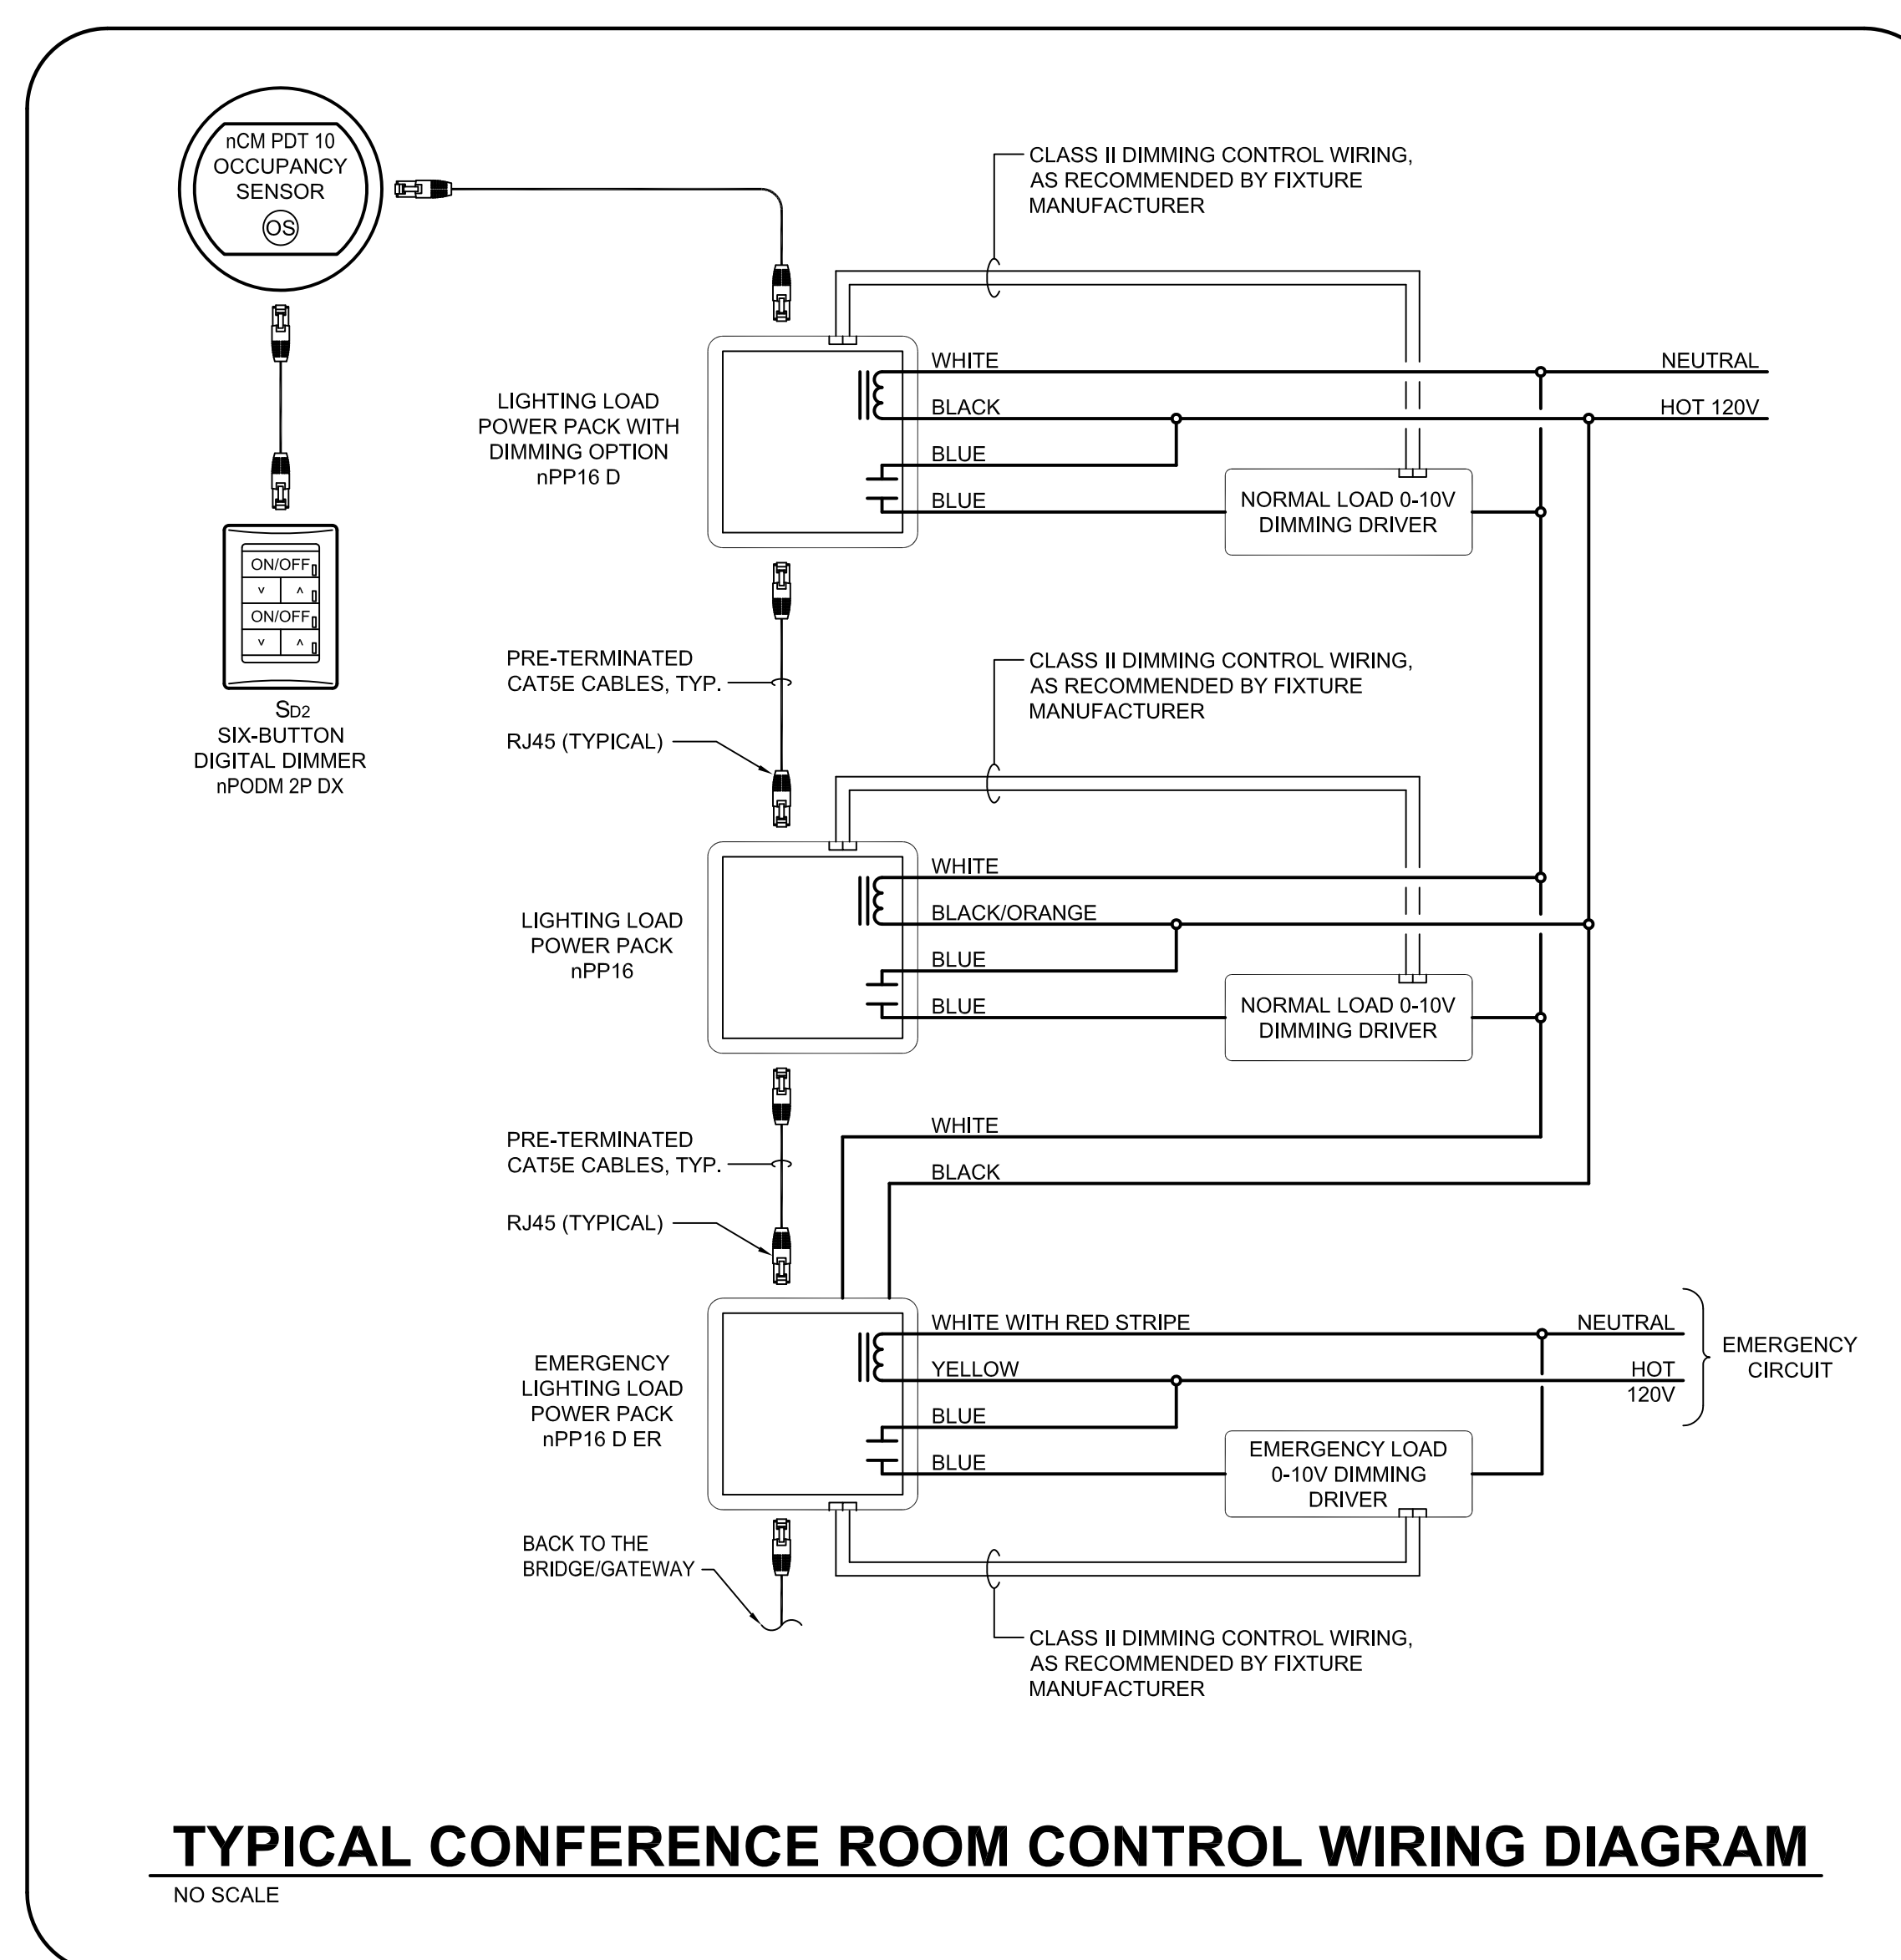 nCM PDT 10
OCCUPANCY
SENSOR
OS
ON/OFF
˅ ˄
ON/OFF
˅ ˄
SD2
SIX-BUTTON
DIGITAL DIMMER
nPODM 2P DX
CLASS II DIMMING CONTROL WIRING,
AS RECOMMENDED BY FIXTURE
MANUFACTURER
LIGHTING LOAD
POWER PACK WITH
DIMMING OPTION
nPP16 D
WHITE
NEUTRAL
BLACK
HOT 120V
BLUE
BLUE
NORMAL LOAD 0-10V
DIMMING DRIVER
PRE-TERMINATED
CAT5E CABLES, TYP.
RJ45 (TYPICAL)
CLASS II DIMMING CONTROL WIRING,
AS RECOMMENDED BY FIXTURE
MANUFACTURER
LIGHTING LOAD
POWER PACK
nPP16
WHITE
BLACK/ORANGE
BLUE
BLUE
NORMAL LOAD 0-10V
DIMMING DRIVER
PRE-TERMINATED
CAT5E CABLES, TYP.
RJ45 (TYPICAL)
WHITE
BLACK
EMERGENCY
LIGHTING LOAD
POWER PACK
nPP16 D ER
WHITE WITH RED STRIPE
NEUTRAL
YELLOW
HOT
120V
EMERGENCY
CIRCUIT
BLUE
BLUE
EMERGENCY LOAD
0-10V DIMMING
DRIVER
BACK TO THE
BRIDGE/GATEWAY
CLASS II DIMMING CONTROL WIRING,
AS RECOMMENDED BY FIXTURE
MANUFACTURER
TYPICAL CONFERENCE ROOM CONTROL WIRING DIAGRAM
NO SCALE